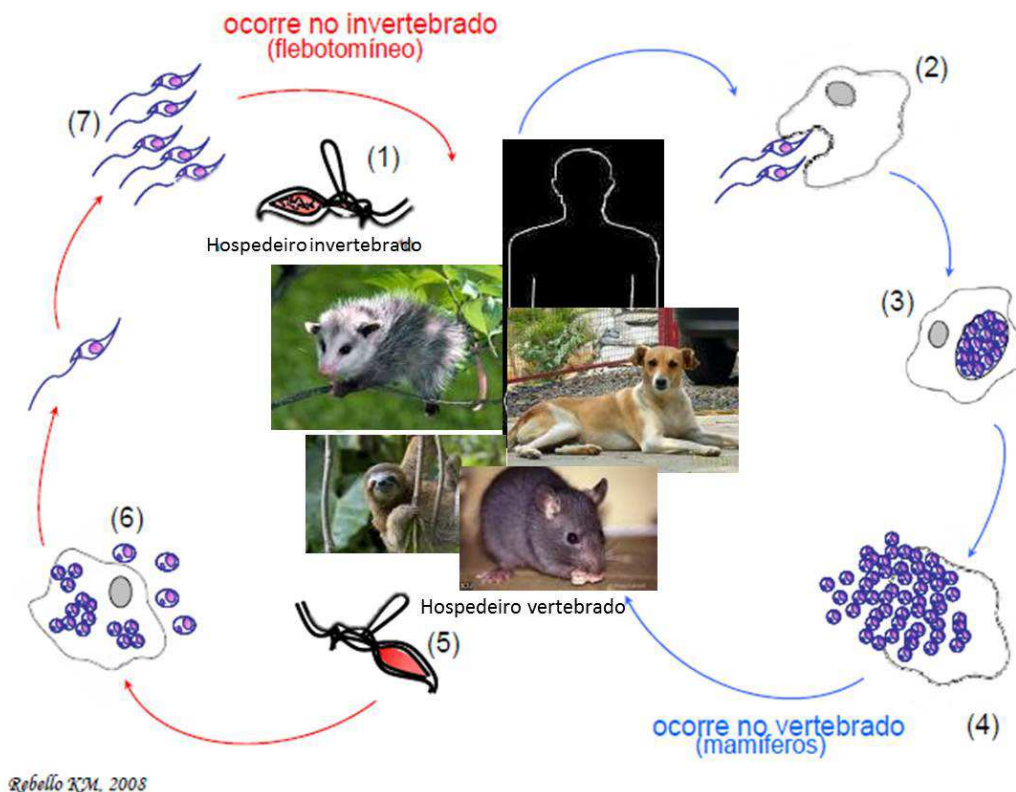 ocorre no invertebrado
(flebotomíneo)
(2)
(7)
(1)
Hospedeiro invertebrado
(3)
(6)
Hospedeiro vertebrado
(5)
ocorre no vertebrado
(mamíferos)
(4)
Rebello KM, 2008